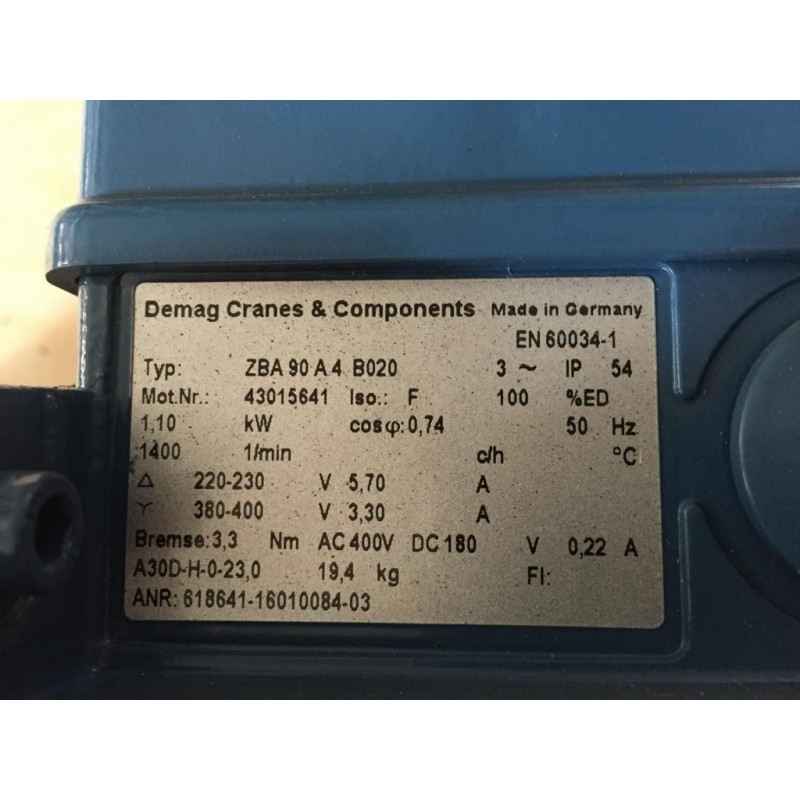 Demag Cranes & Components Made in Germany
EN 60034-1
Typ: ZBA 90 A 4 B020 3 ~ IP 54
Mot.Nr.: 43015641 Iso.: F 100 %ED
1,10 kW cosφ:0,74 50 Hz
1400 1/min c/h °C
Δ 220-230 V 5,70 A
Y 380-400 V 3,30 A
Bremse:3,3 Nm AC 400V DC 180 V 0,22 A
A30D-H-0-23,0 19,4 kg FI:
ANR: 618641-16010084-03